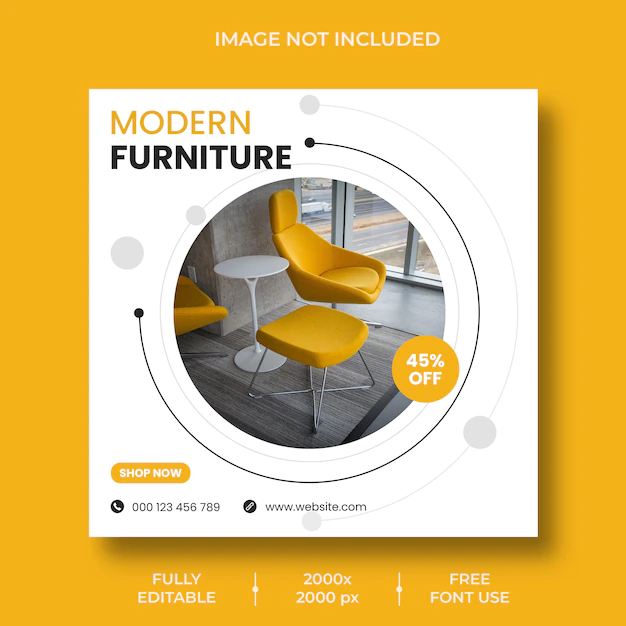 IMAGE NOT INCLUDED
MODERN
FURNITURE
45%
OFF
SHOP NOW
000 123 456 789
www.website.com
FULLY
EDITABLE
2000x
2000 px
FREE
FONT USE